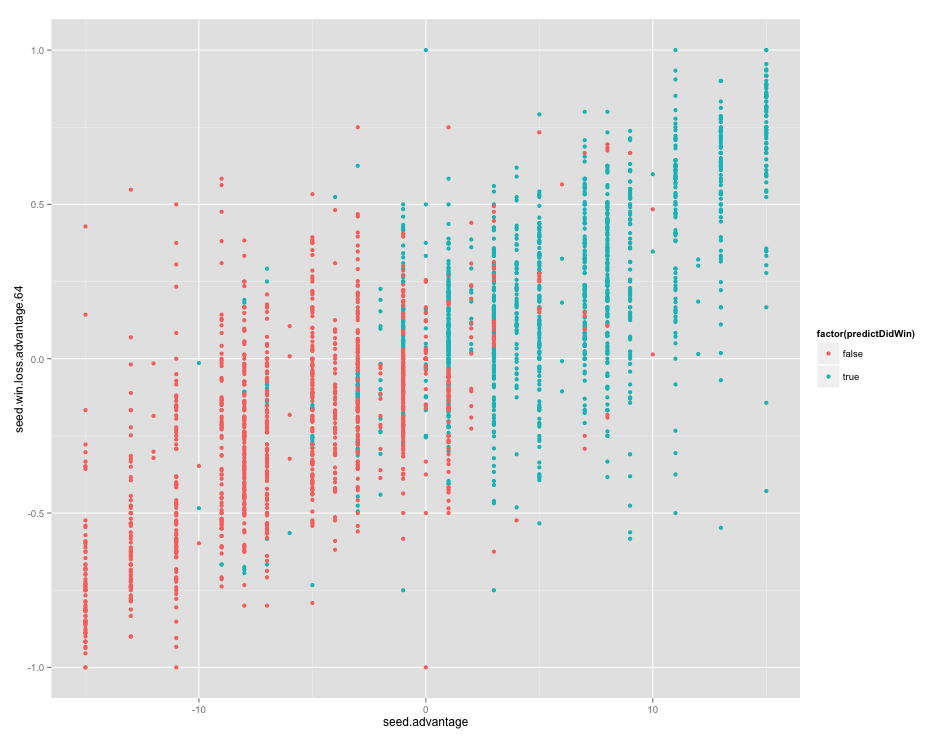 1.0
0.5
0.0
-0.5
-1.0
seed.win.loss.advantage.64
-10
0
10
seed.advantage
factor(predictDidWin)
false
true